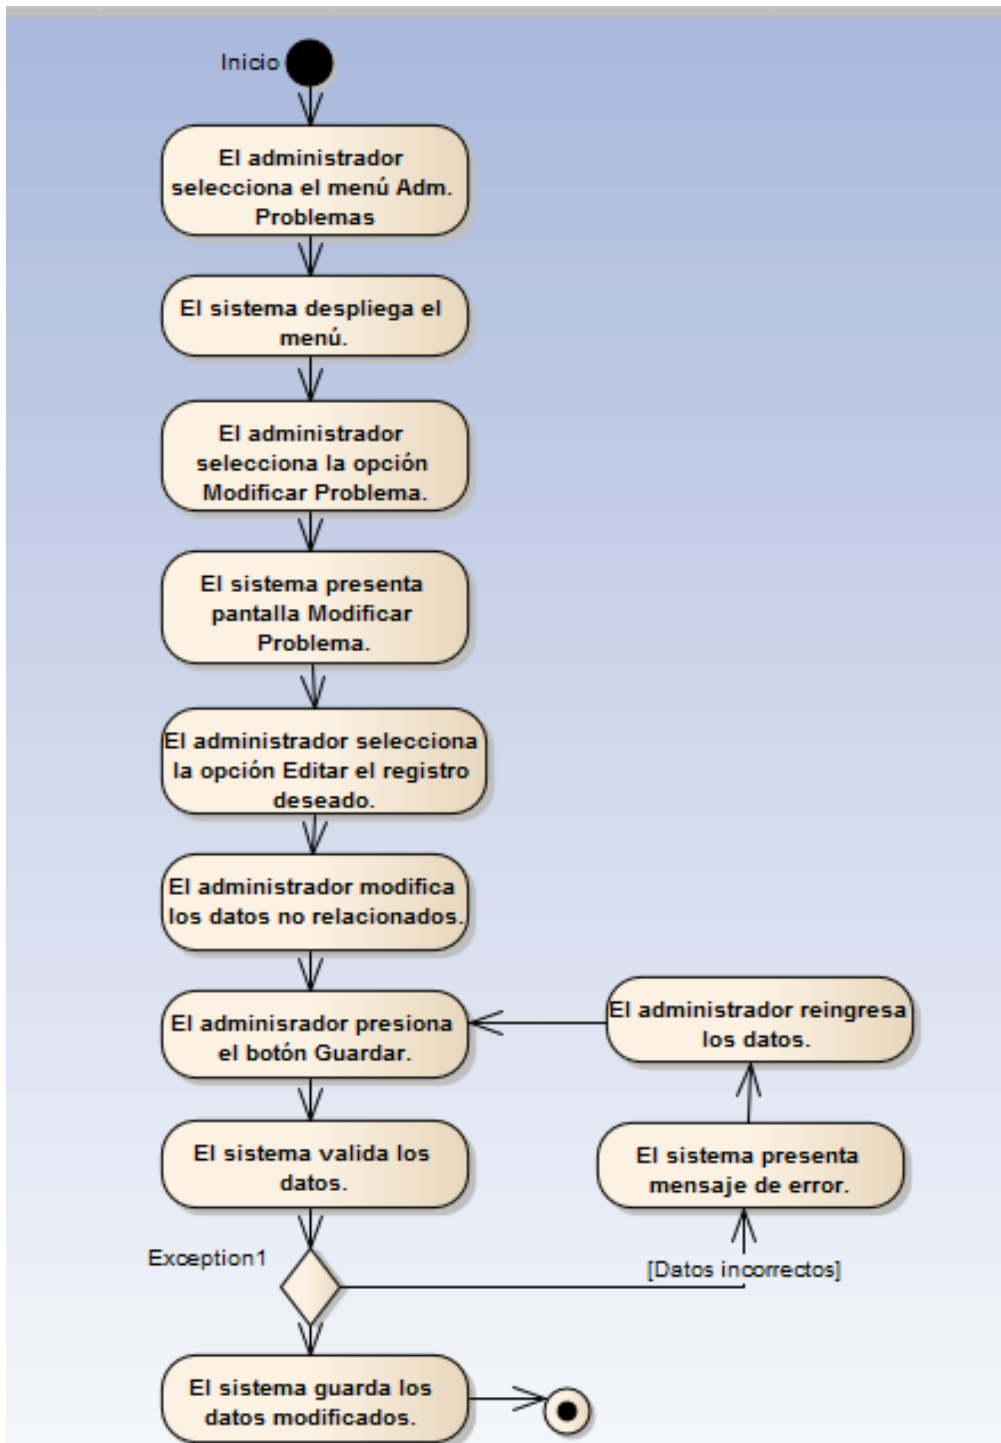 Inicio
El administrador
selecciona el menú Adm.
Problemas
El sistema despliega el
menú.
El administrador
selecciona la opción
Modificar Problema.
El sistema presenta
pantalla Modificar
Problema.
El administrador selecciona
la opción Editar el registro
deseado.
El administrador modifica
los datos no relacionados.
El adminisrador presiona
el botón Guardar.
El administrador reingresa
los datos.
El sistema valida los
datos.
El sistema presenta
mensaje de error.
Exception1
[Datos incorrectos]
El sistema guarda los
datos modificados.